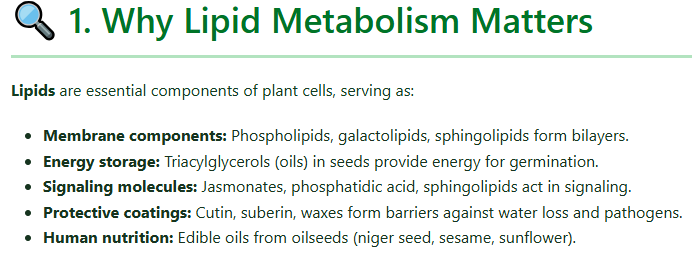 1. Why Lipid Metabolism Matters
Lipids are essential components of plant cells, serving as:
Membrane components: Phospholipids, galactolipids, sphingolipids form bilayers.
Energy storage: Triacylglycerols (oils) in seeds provide energy for germination.
Signaling molecules: Jasmonates, phosphatidic acid, sphingolipids act in signaling.
Protective coatings: Cutin, suberin, waxes form barriers against water loss and pathogens.
Human nutrition: Edible oils from oilseeds (niger seed, sesame, sunflower).